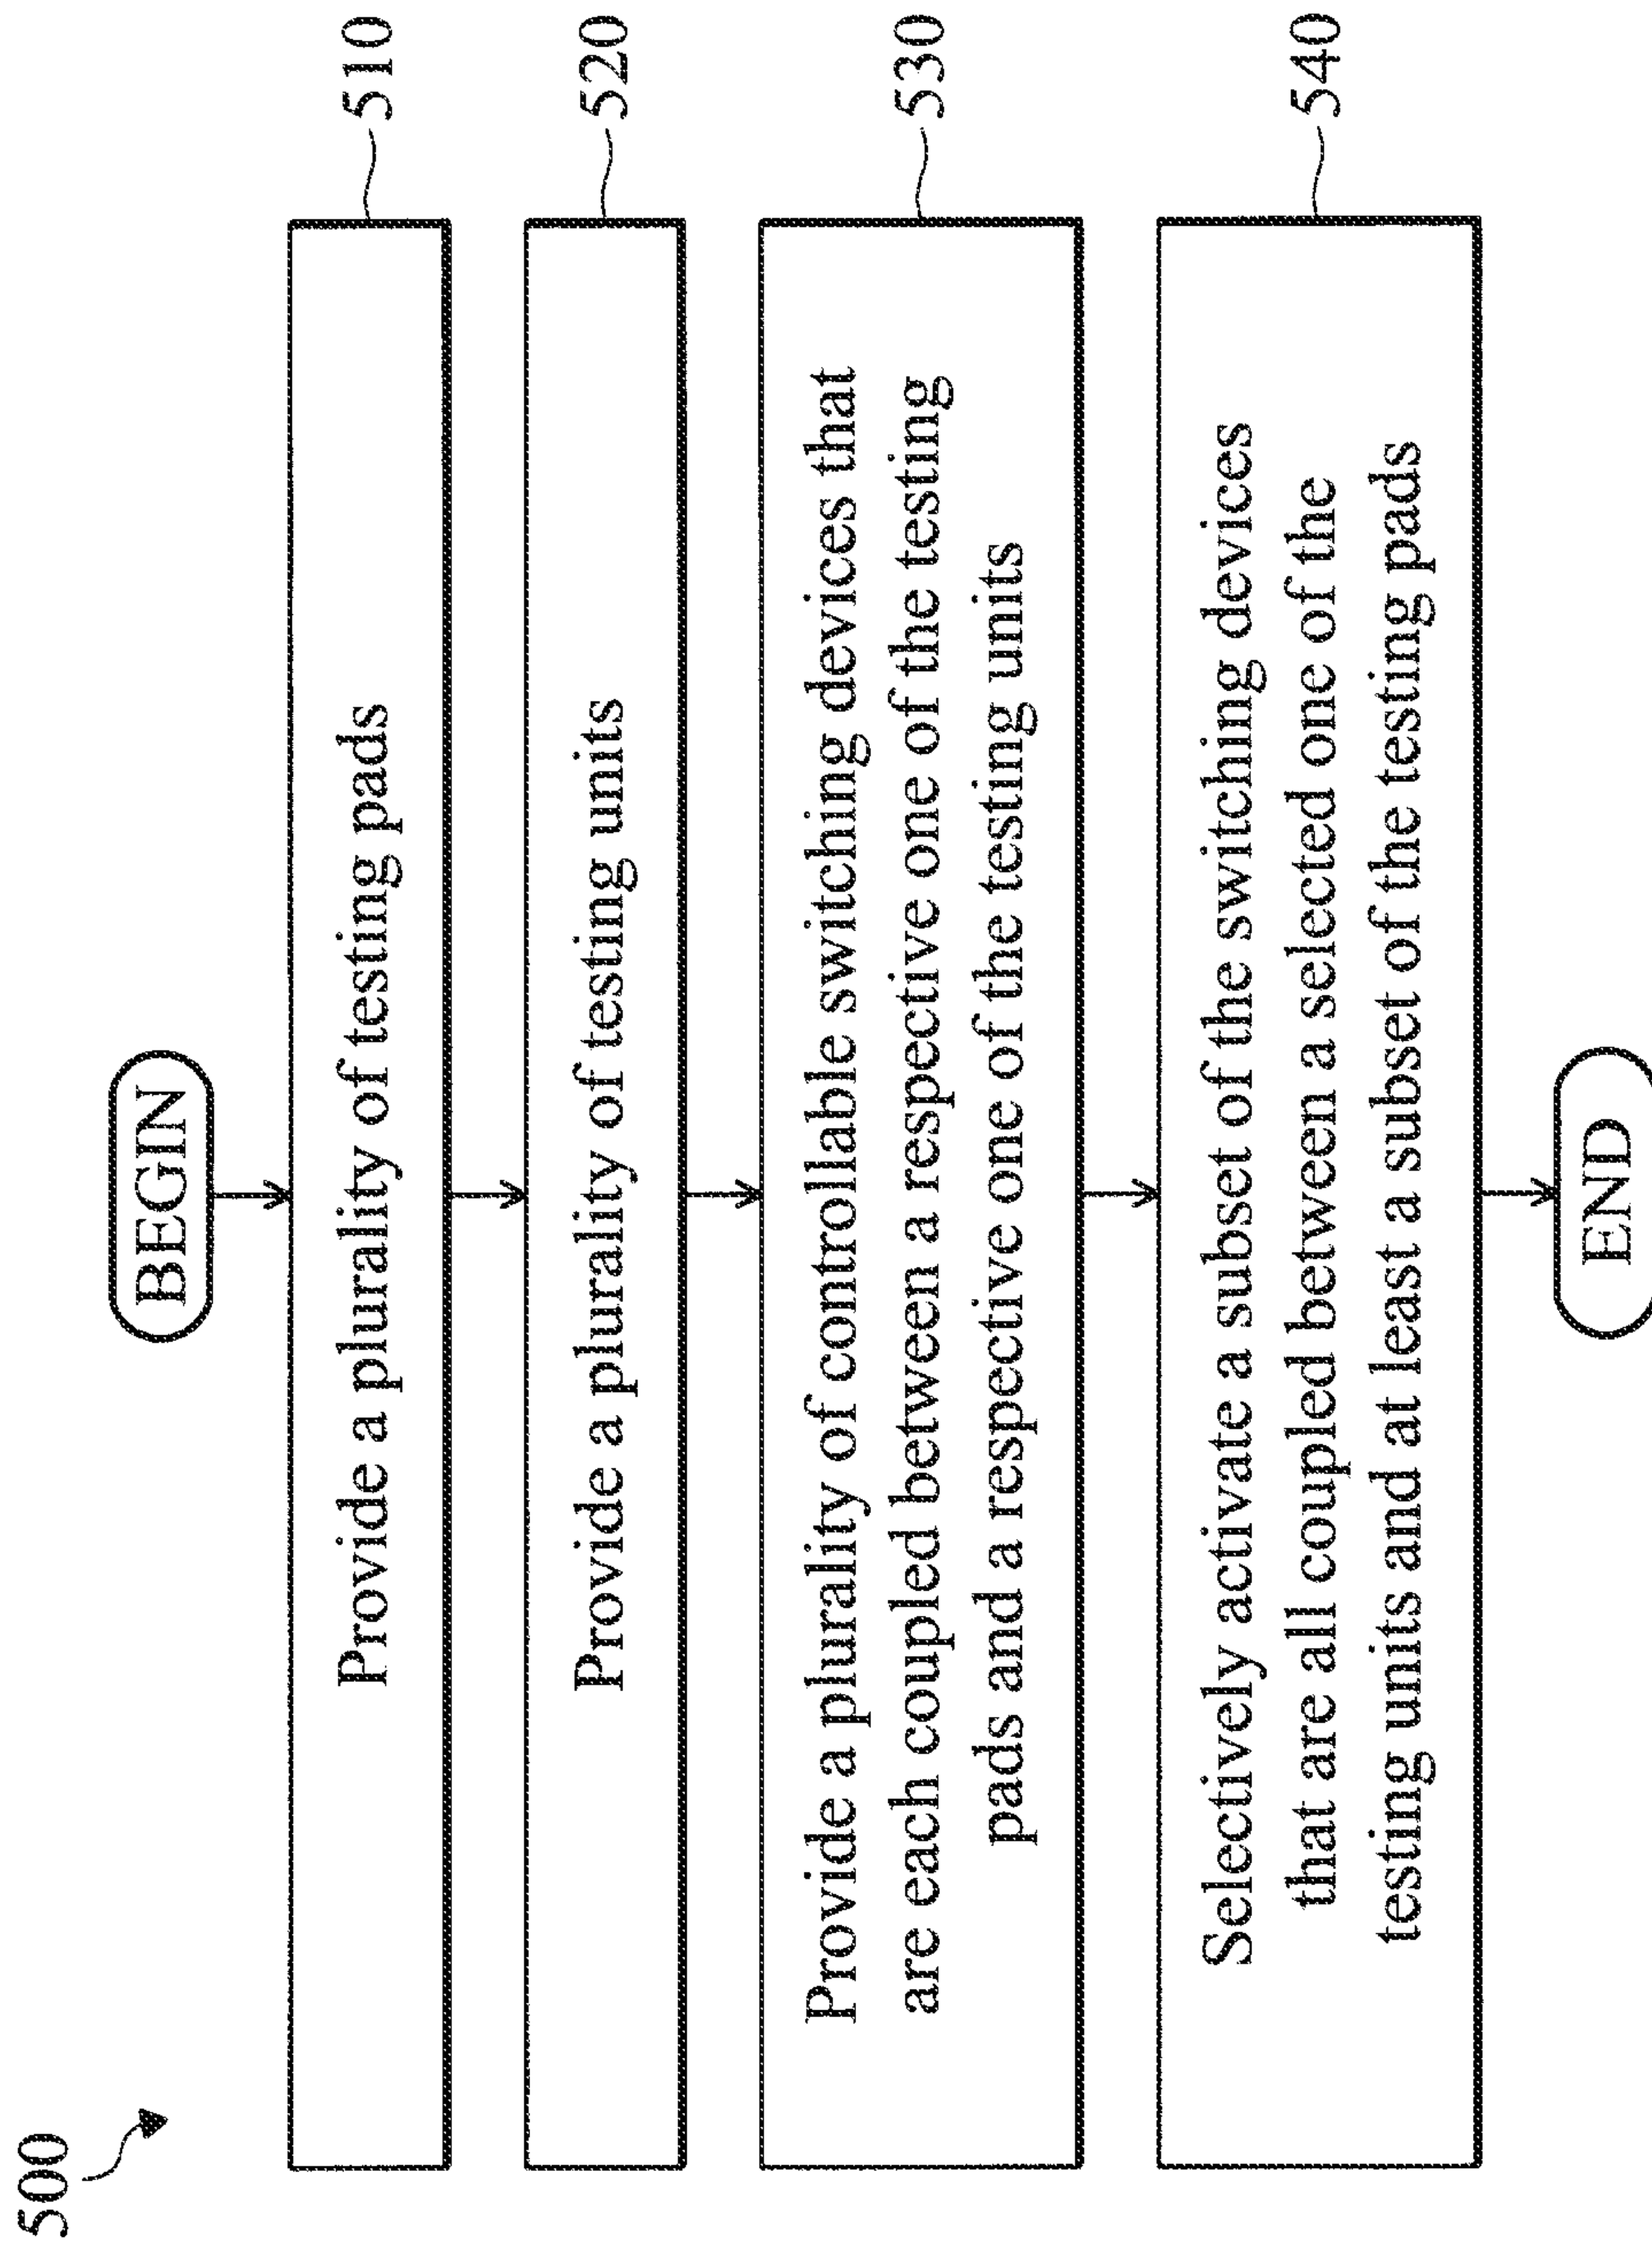 500
BEGIN
Provide a plurality of testing pads
510
Provide a plurality of testing units
520
Provide a plurality of controllable switching devices that
are each coupled between a respective one of the testing
pads and a respective one of the testing units
530
Selectively activate a subset of the switching devices
that are all coupled between a selected one of the
testing units and at least a subset of the testing pads
540
END